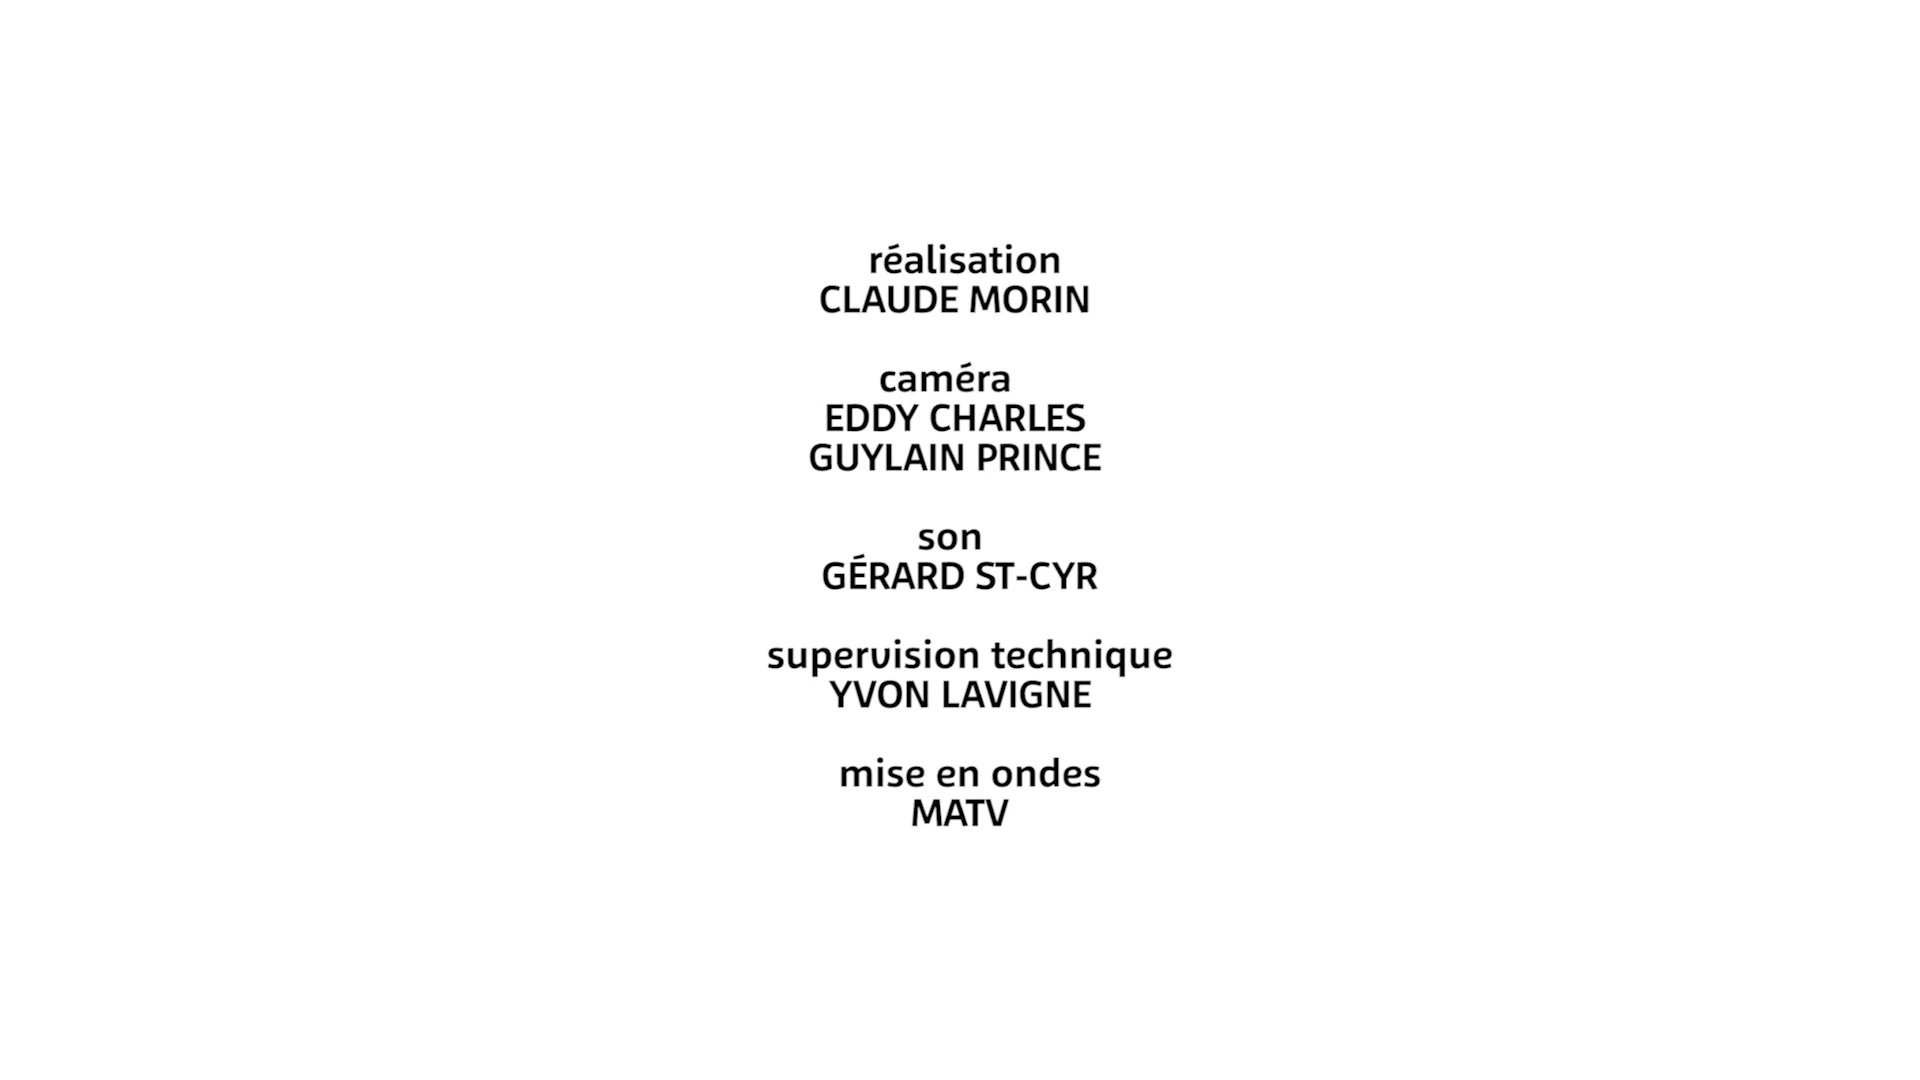 réalisation
CLAUDE MORIN
caméra
EDDY CHARLES
GUYLAIN PRINCE
son
GÉRARD ST-CYR
supervision technique
YVON LAVIGNE
mise en ondes
MATV